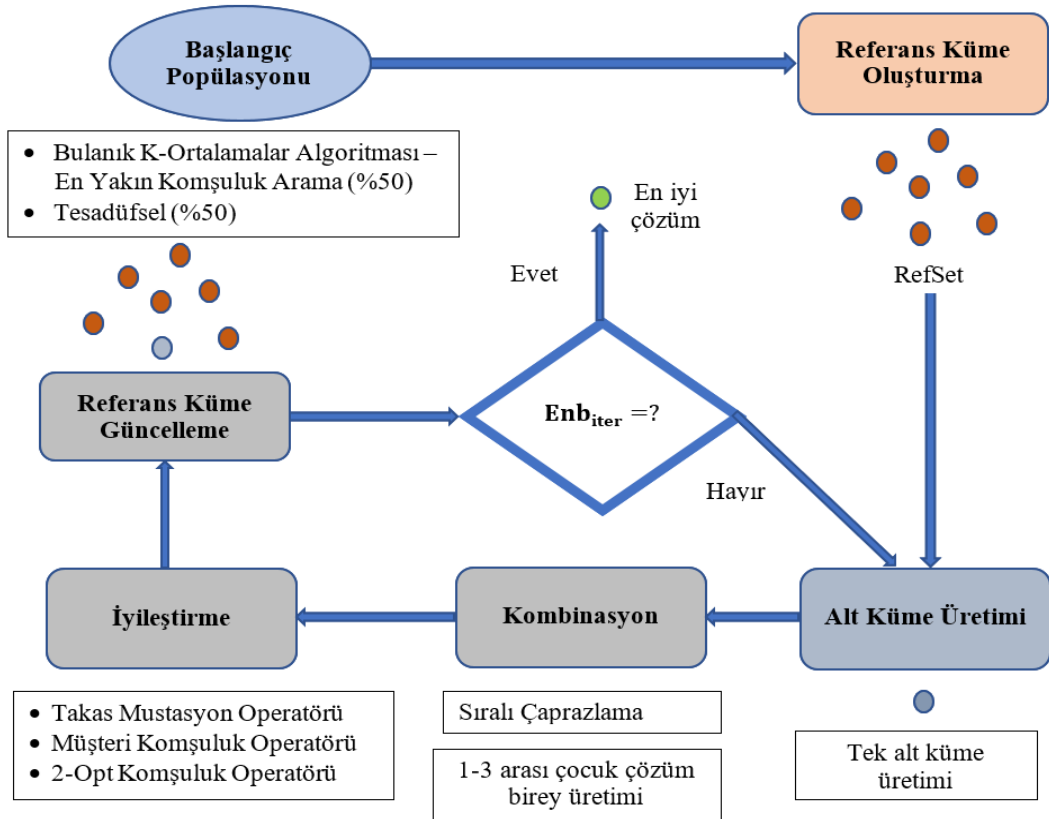 Başlangıç
Popülasyonu
Referans Küme
Oluşturma
• Bulanık K-Ortalamalar Algoritması –
En Yakın Komşuluk Arama (%50)
• Tesadüfsel (%50)
En iyi
çözüm
Evet
RefSet
Referans Küme
Güncelleme
Enbiter =?
Hayır
İyileştirme
Kombinasyon
Alt Küme Üretimi
• Takas Mustasyon Operatörü
• Müşteri Komşuluk Operatörü
• 2-Opt Komşuluk Operatörü
Sıralı Çaprazlama
1-3 arası çocuk çözüm
birey üretimi
Tek alt küme
üretimi